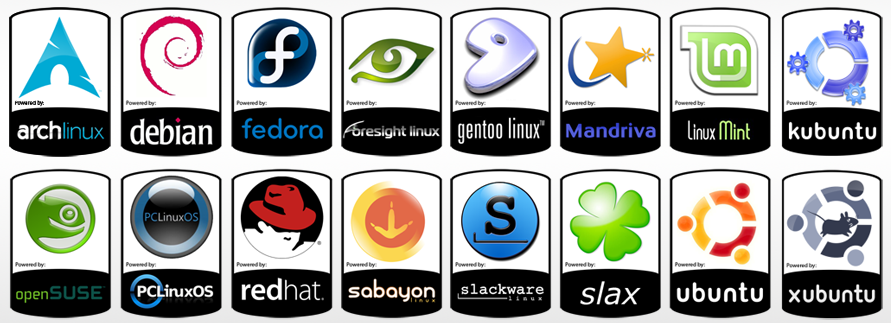 Powered by:
archlinux
Powered by:
debian
Powered by:
fedora
Powered by:
Foresight linux
Powered by:
gentoo linux™
Powered by:
Mandriva
Powered by:
lm
Linux Mint
Powered by:
kubuntu
Powered by:
openSUSE
PCLinuxOS
Powered by:
PCLinuxOS
Powered by:
redhat.
Powered by:
sabayon
linux
S
Powered by:
slackware
linux
Powered by:
slax
Powered by:
ubuntu
Powered by:
xubuntu